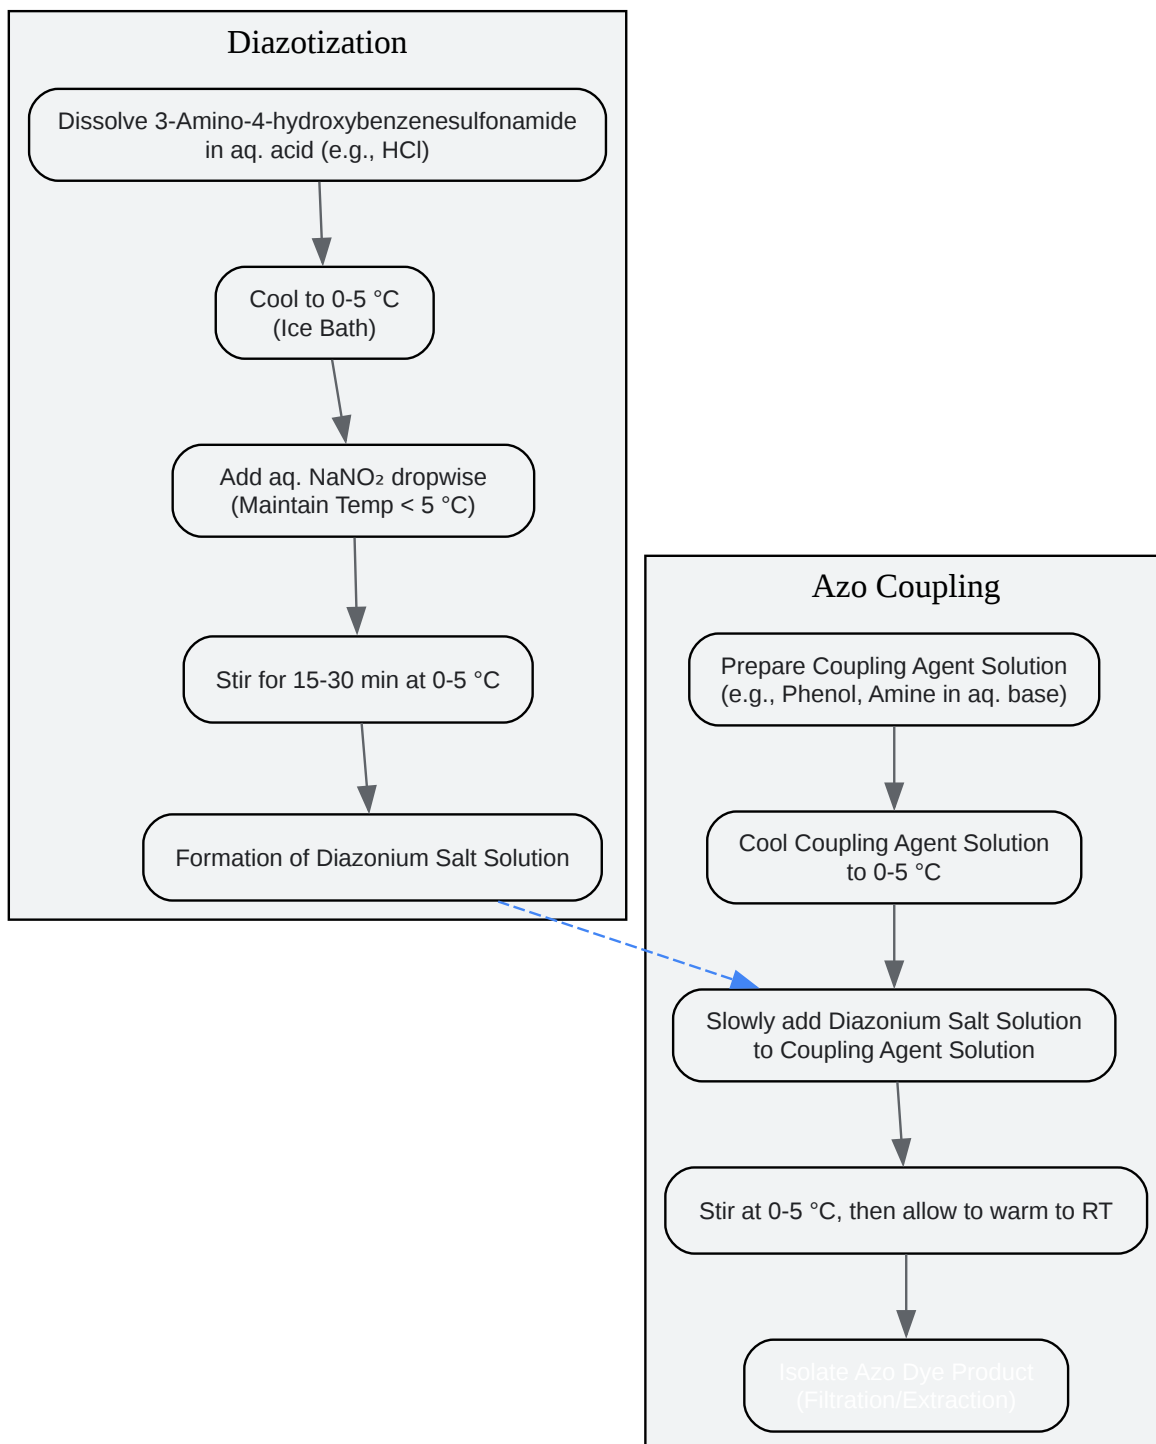 Diazotization
Dissolve 3-Amino-4-hydroxybenzenesulfonamide
in aq. acid (e.g., HCl)
Cool to 0-5 °C
(Ice Bath)
Add aq. NaNO₂ dropwise
(Maintain Temp < 5 °C)
Stir for 15-30 min at 0-5 °C
Formation of Diazonium Salt Solution
Azo Coupling
Prepare Coupling Agent Solution
(e.g., Phenol, Amine in aq. base)
Cool Coupling Agent Solution
to 0-5 °C
Slowly add Diazonium Salt Solution
to Coupling Agent Solution
Stir at 0-5 °C, then allow to warm to RT
Isolate Azo Dye Product
(Filtration/Extraction)